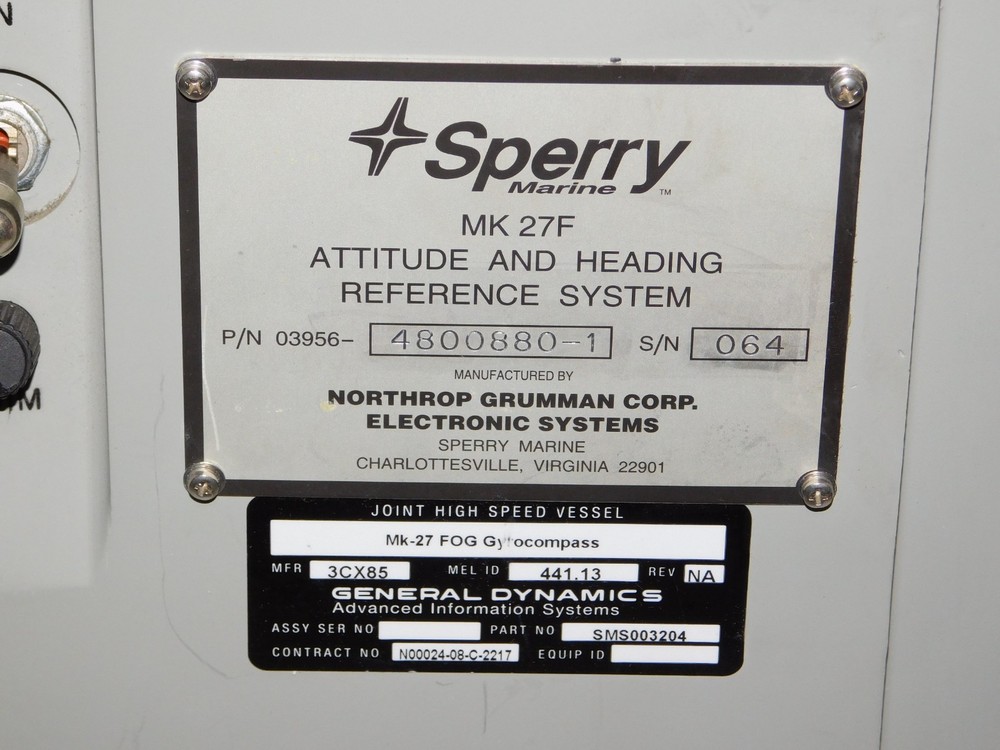 N
Sperry
Marine ™
MK 27F
ATTITUDE AND HEADING
REFERENCE SYSTEM
P/N 03956- 4800880-1 S/N 064
MANUFACTURED BY
NORTHROP GRUMMAN CORP.
ELECTRONIC SYSTEMS
SPERRY MARINE
CHARLOTTESVILLE, VIRGINIA 22901
JOINT HIGH SPEED VESSEL
Mk-27 FOG Gyrocompass
MFR 3CX85 MEL ID 441.13 REV NA
GENERAL DYNAMICS
Advanced Information Systems
ASSY SER NO PART NO SMS003204
CONTRACT NO N00024-08-C-2217 EQUIP ID